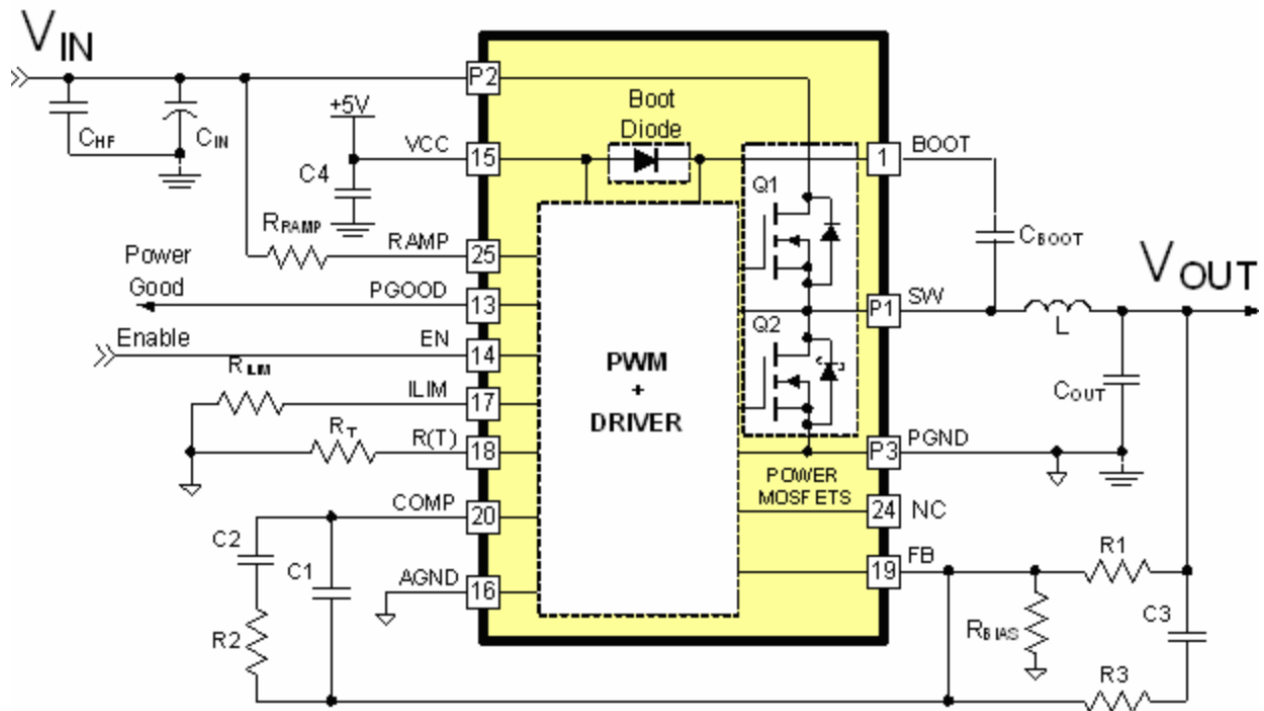 VIN
CHF
CIN
+5V
C4
RRAMP
Power
Good
Enable
RILIM
RT
C2
C1
R2
P2
VCC 15
RAMP 25
PGOOD 13
EN 14
ILIM 17
R(T) 18
COMP 20
AGND 16
Boot
Diode
Q1
Q2
PWM
+
DRIVER
POWER
MOSFETS
1 BOOT
P1 SW
P3 PGND
24 NC
19 FB
CBOOT
VOUT
L
COUT
R1
RBIAS
C3
R3